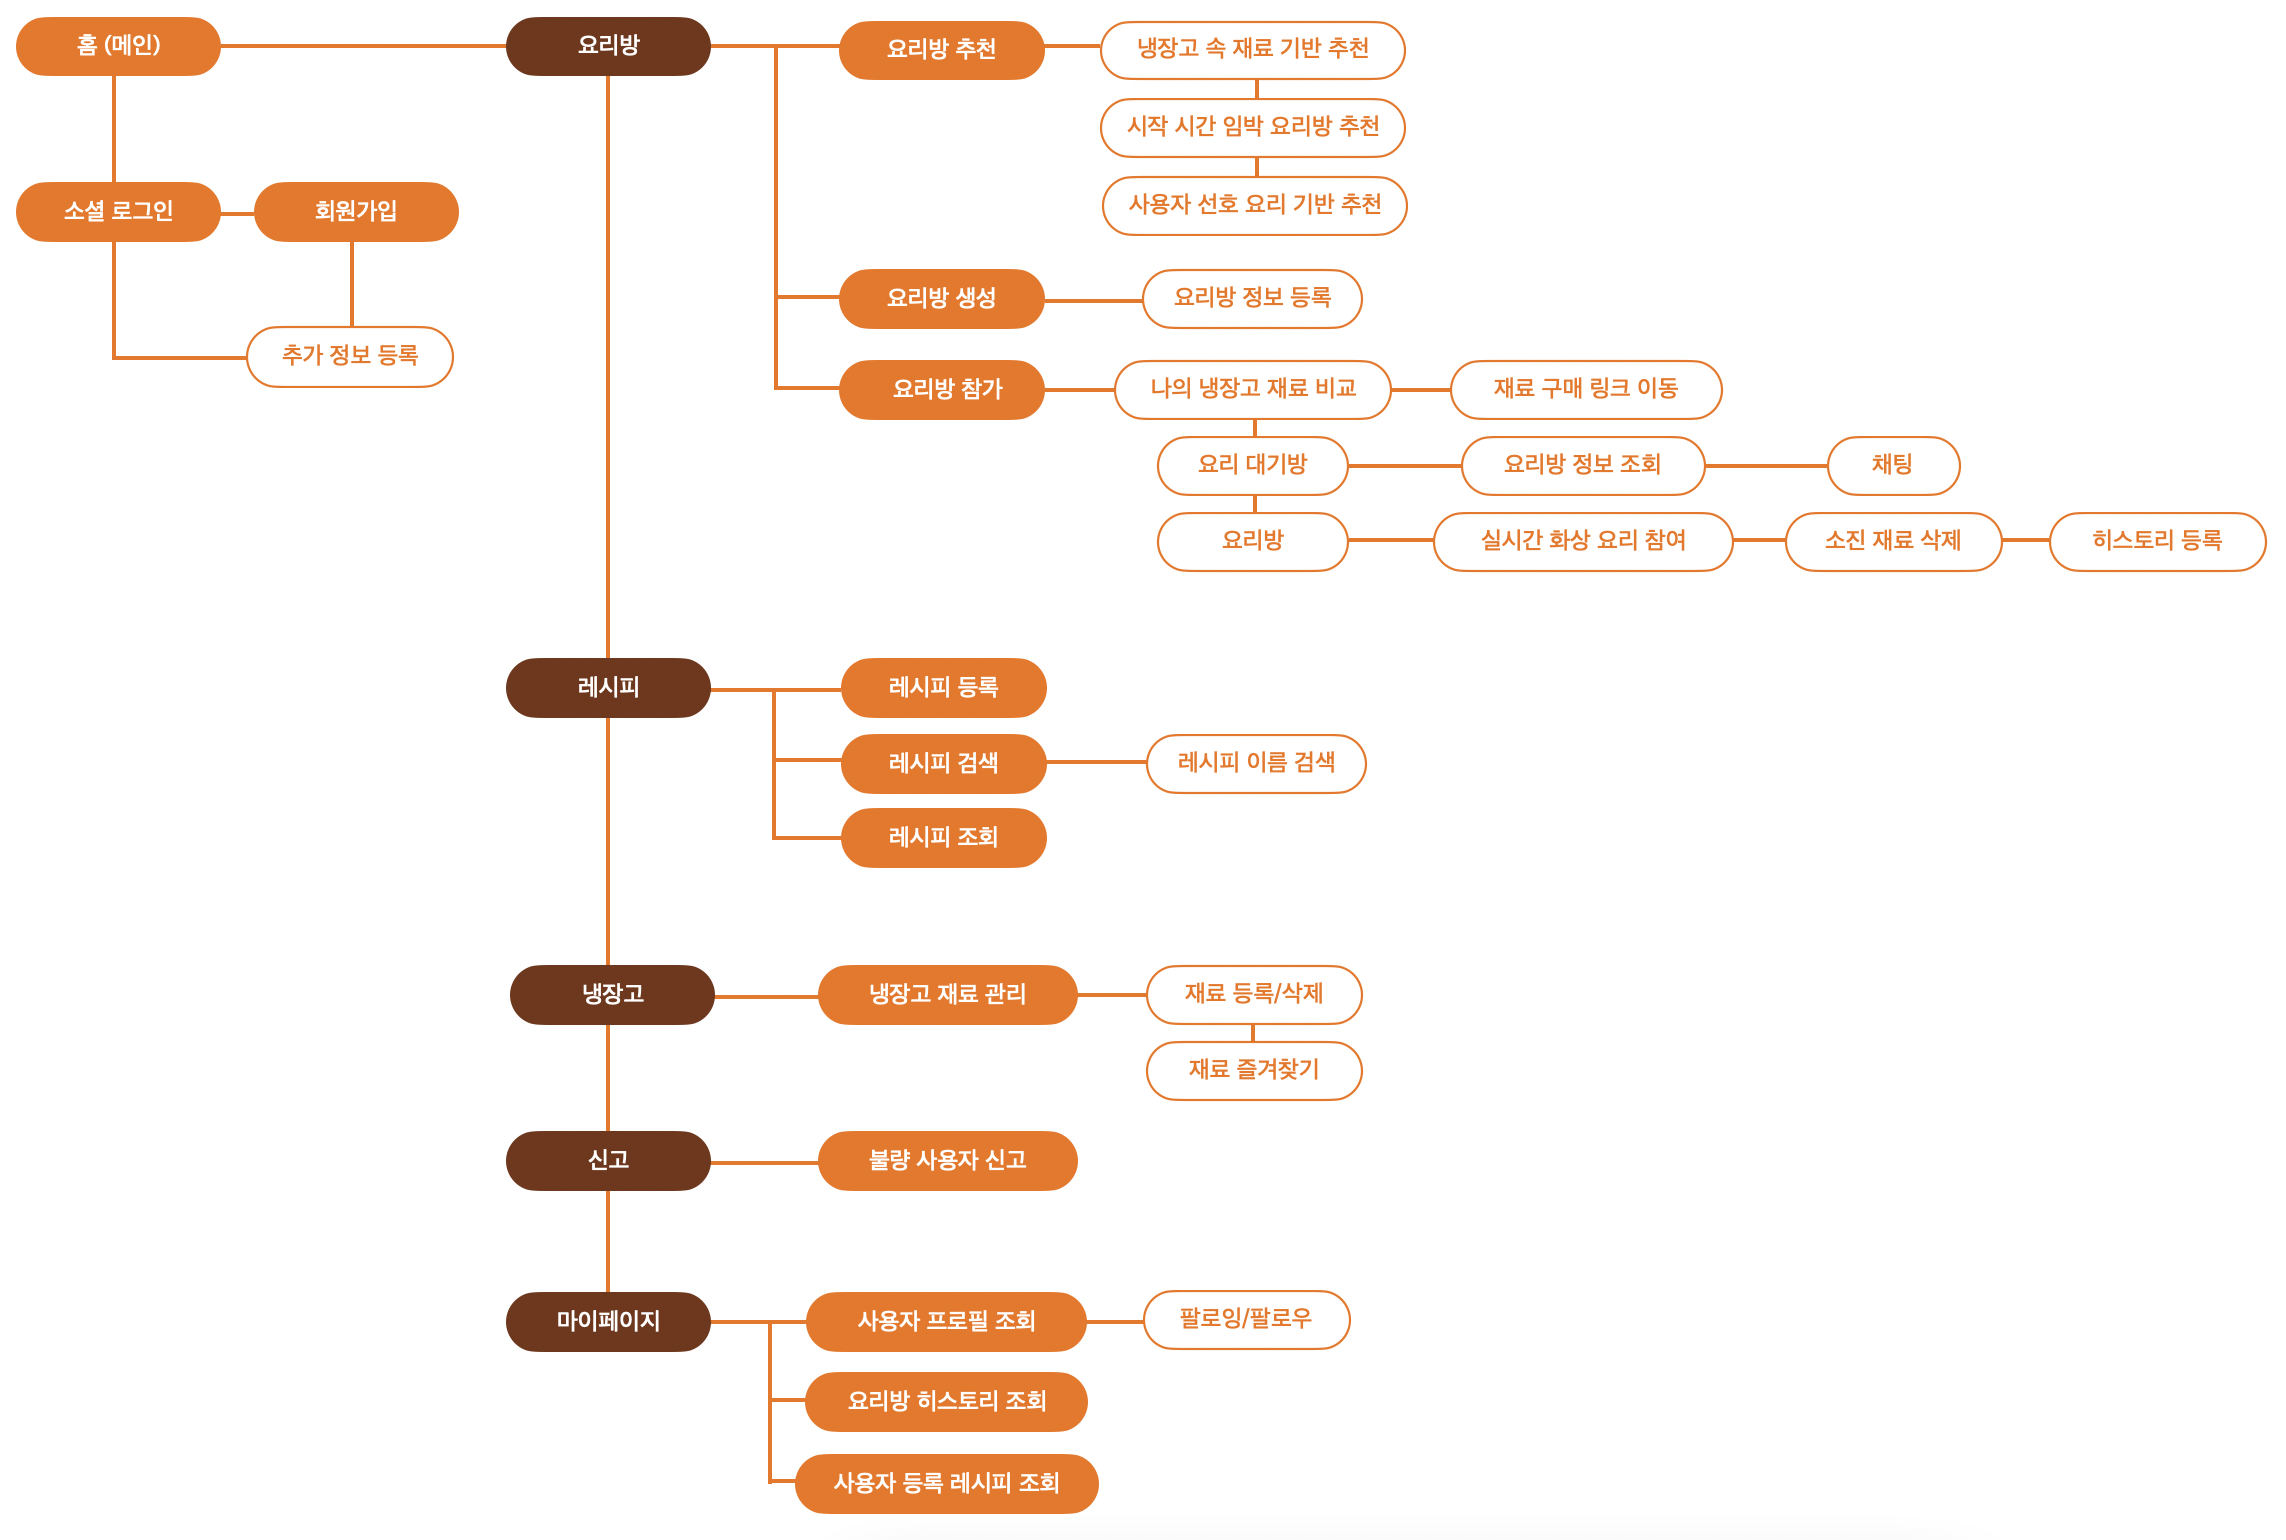 홈 (메인)
요리방
요리방 추천
냉장고 속 재료 기반 추천
시작 시간 임박 요리방 추천
사용자 선호 요리 기반 추천
소셜 로그인
회원가입
추가 정보 등록
요리방 생성
요리방 정보 등록
요리방 참가
나의 냉장고 재료 비교
재료 구매 링크 이동
요리 대기방
요리방 정보 조회
채팅
요리방
실시간 화상 요리 참여
소진 재료 삭제
히스토리 등록
레시피
레시피 등록
레시피 검색
레시피 이름 검색
레시피 조회
냉장고
냉장고 재료 관리
재료 등록/삭제
재료 즐겨찾기
신고
불량 사용자 신고
마이페이지
사용자 프로필 조회
팔로잉/팔로우
요리방 히스토리 조회
사용자 등록 레시피 조회